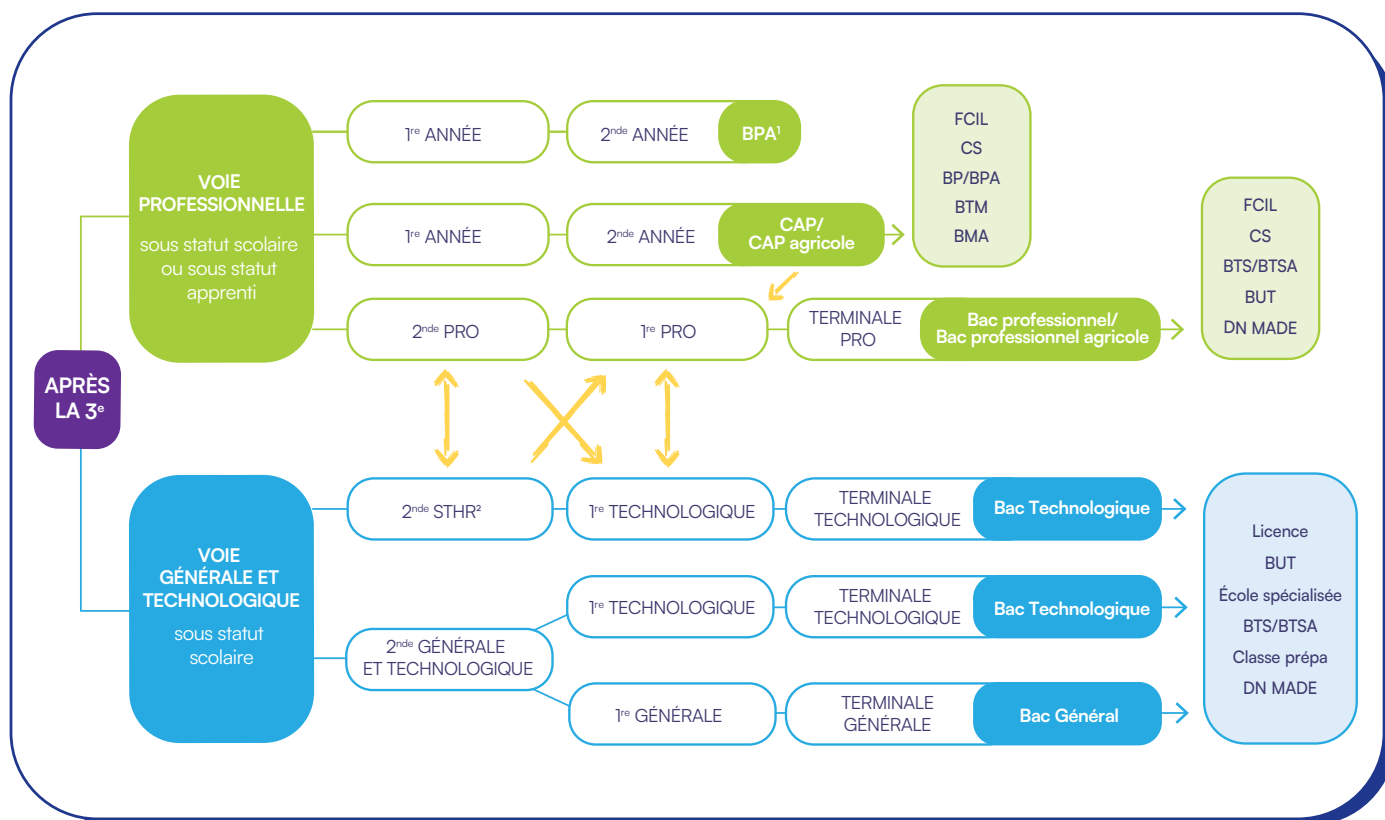 APRÈS
LA 3e
VOIE
PROFESSIONNELLE
sous statut scolaire
ou sous statut
apprenti
1re ANNÉE
2nde ANNÉE
BPA¹
1re ANNÉE
2nde ANNÉE
CAP/
CAP agricole
FCIL
CS
BP/BPA
BTM
BMA
2nde PRO
1re PRO
TERMINALE
PRO
Bac professionnel/
Bac professionnel agricole
FCIL
CS
BTS/BTSA
BUT
DN MADE
VOIE
GÉNÉRALE ET
TECHNOLOGIQUE
sous statut
scolaire
2nde STHR²
1re TECHNOLOGIQUE
TERMINALE
TECHNOLOGIQUE
Bac Technologique
2nde GÉNÉRALE
ET TECHNOLOGIQUE
1re TECHNOLOGIQUE
TERMINALE
TECHNOLOGIQUE
Bac Technologique
1re GÉNÉRALE
TERMINALE
GÉNÉRALE
Bac Général
Licence
BUT
École spécialisée
BTS/BTSA
Classe prépa
DN MADE